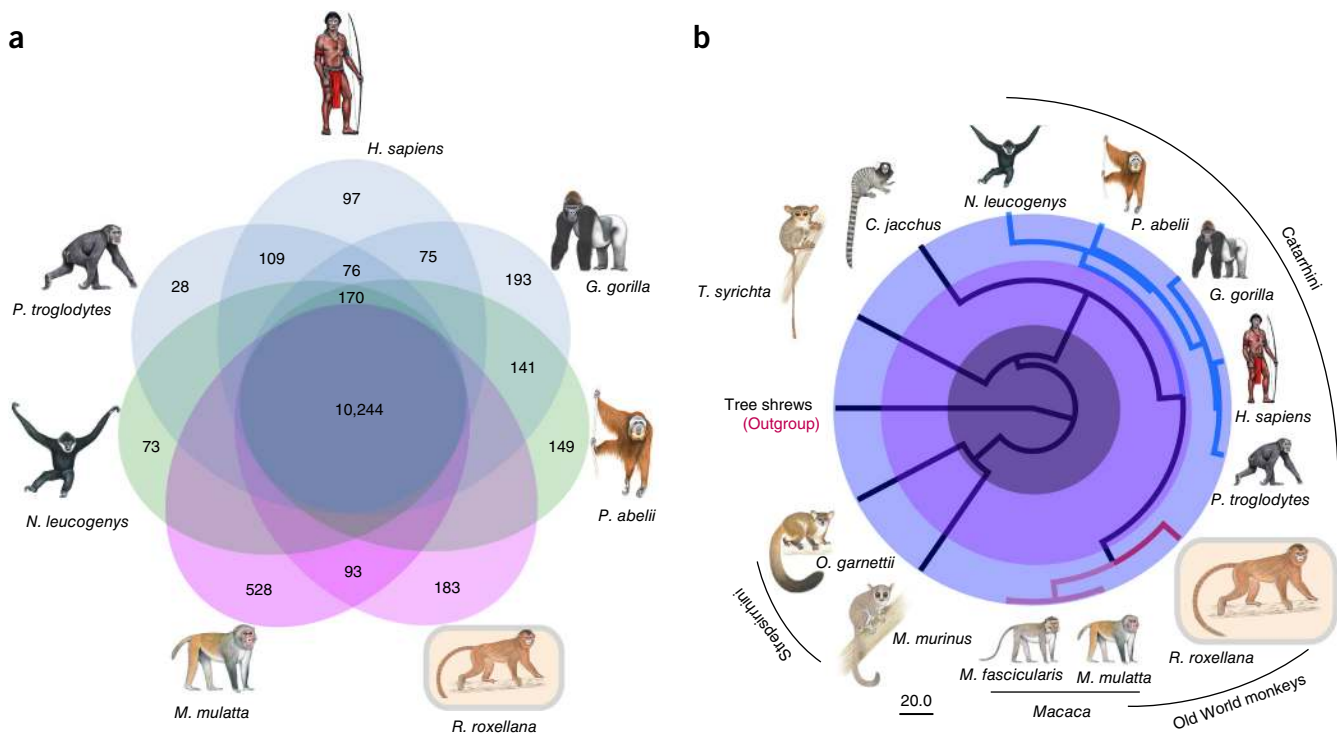 a
H. sapiens
97
109
76
75
28
193
170
P. troglodytes
G. gorilla
141
10,244
73
149
N. leucogenys
P. abelii
528
93
183
M. mulatta
R. roxellana
b
N. leucogenys
C. jacchus
P. abelii
T. syrichta
G. gorilla
Catarrhini
Tree shrews
(Outgroup)
H. sapiens
P. troglodytes
O. garnettii
Strepsirrhini
M. murinus
M. fascicularis
M. mulatta
R. roxellana
20.0
Macaca
Old World monkeys